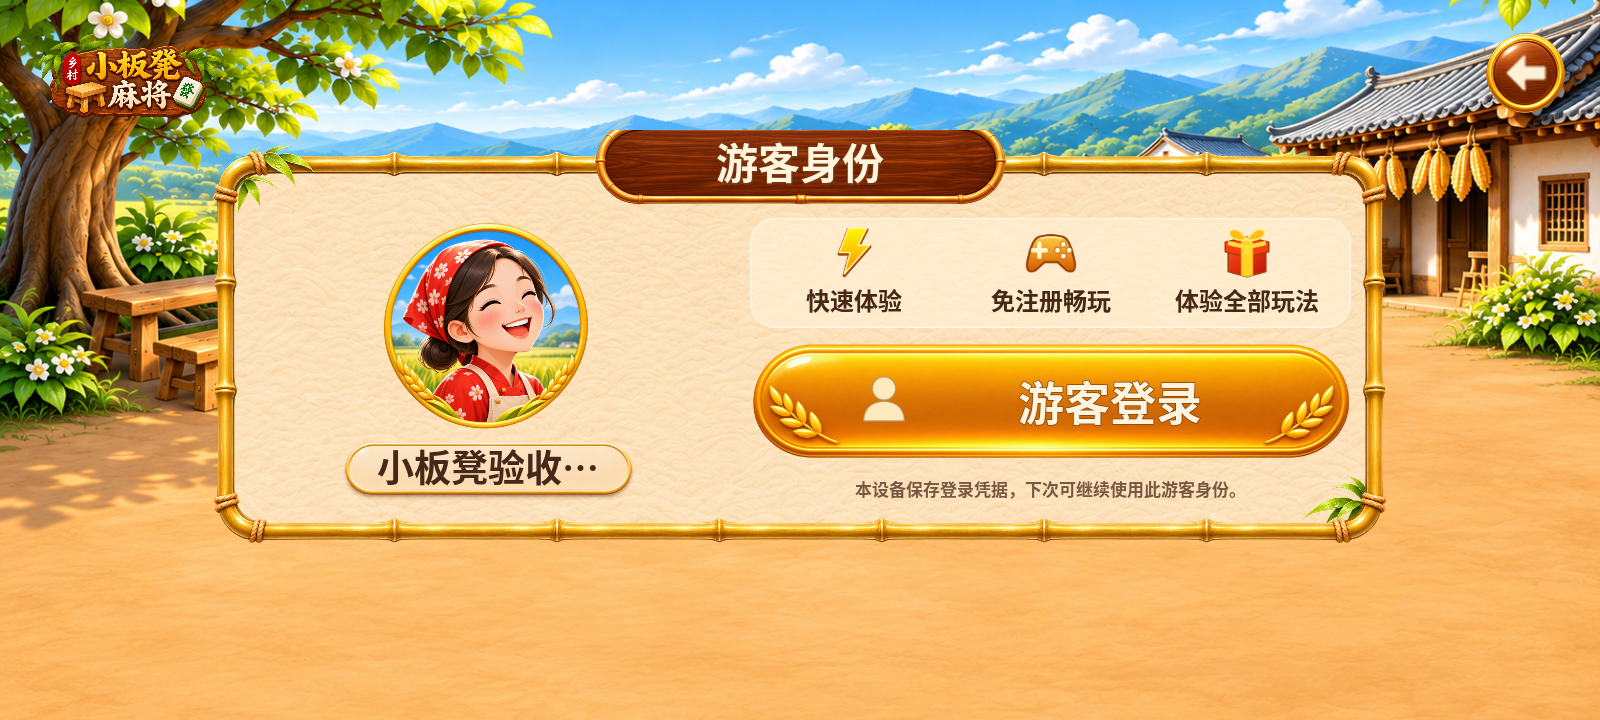 乡村
小板凳
麻将
發
游客身份
快速体验
免注册畅玩
体验全部玩法
游客登录
小板凳验收…
本设备保存登录凭据，下次可继续使用此游客身份。